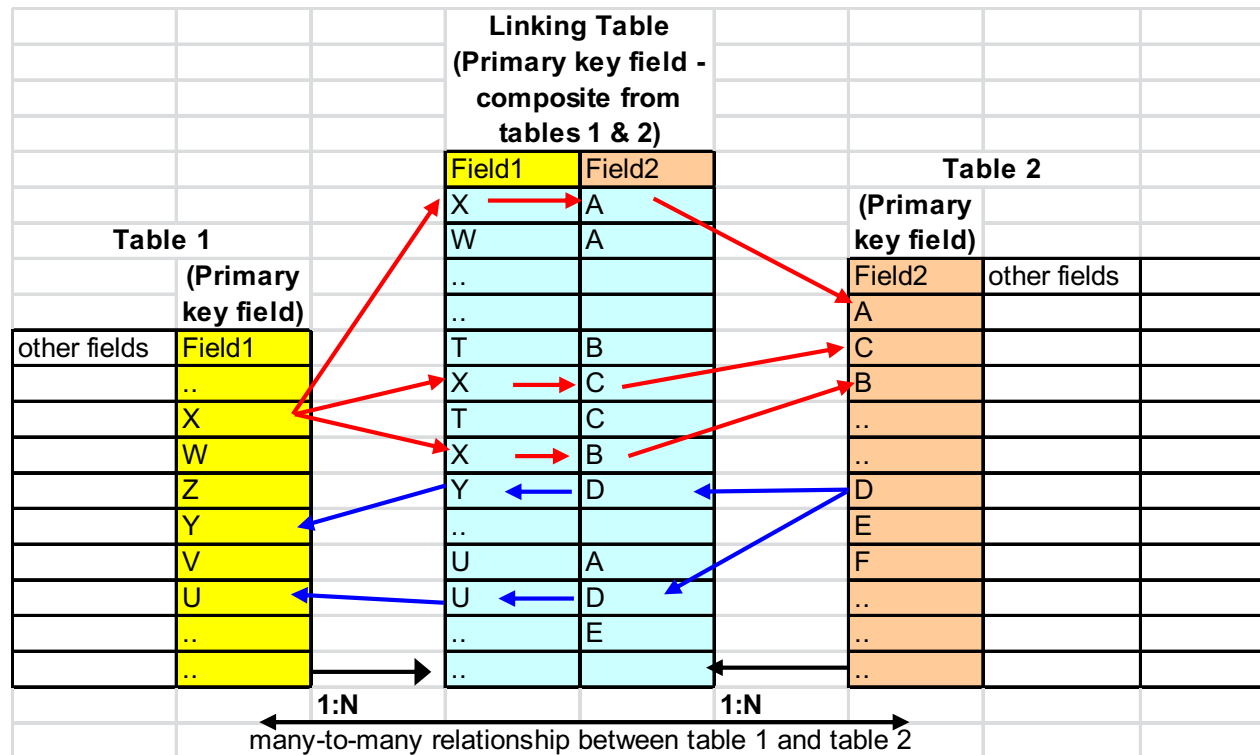 Linking Table
(Primary key field -
composite from
tables 1 & 2)
Field1 Field2 Table 2
X A (Primary
Table 1 W A key field)
(Primary .. Field2 other fields
key field) .. A
other fields Field1 T B C
.. X C B
X T C ..
W X B ..
Z Y D D
Y .. E
V U A F
U U D ..
.. .. E ..
.. .. ..
1:N 1:N
many-to-many relationship between table 1 and table 2